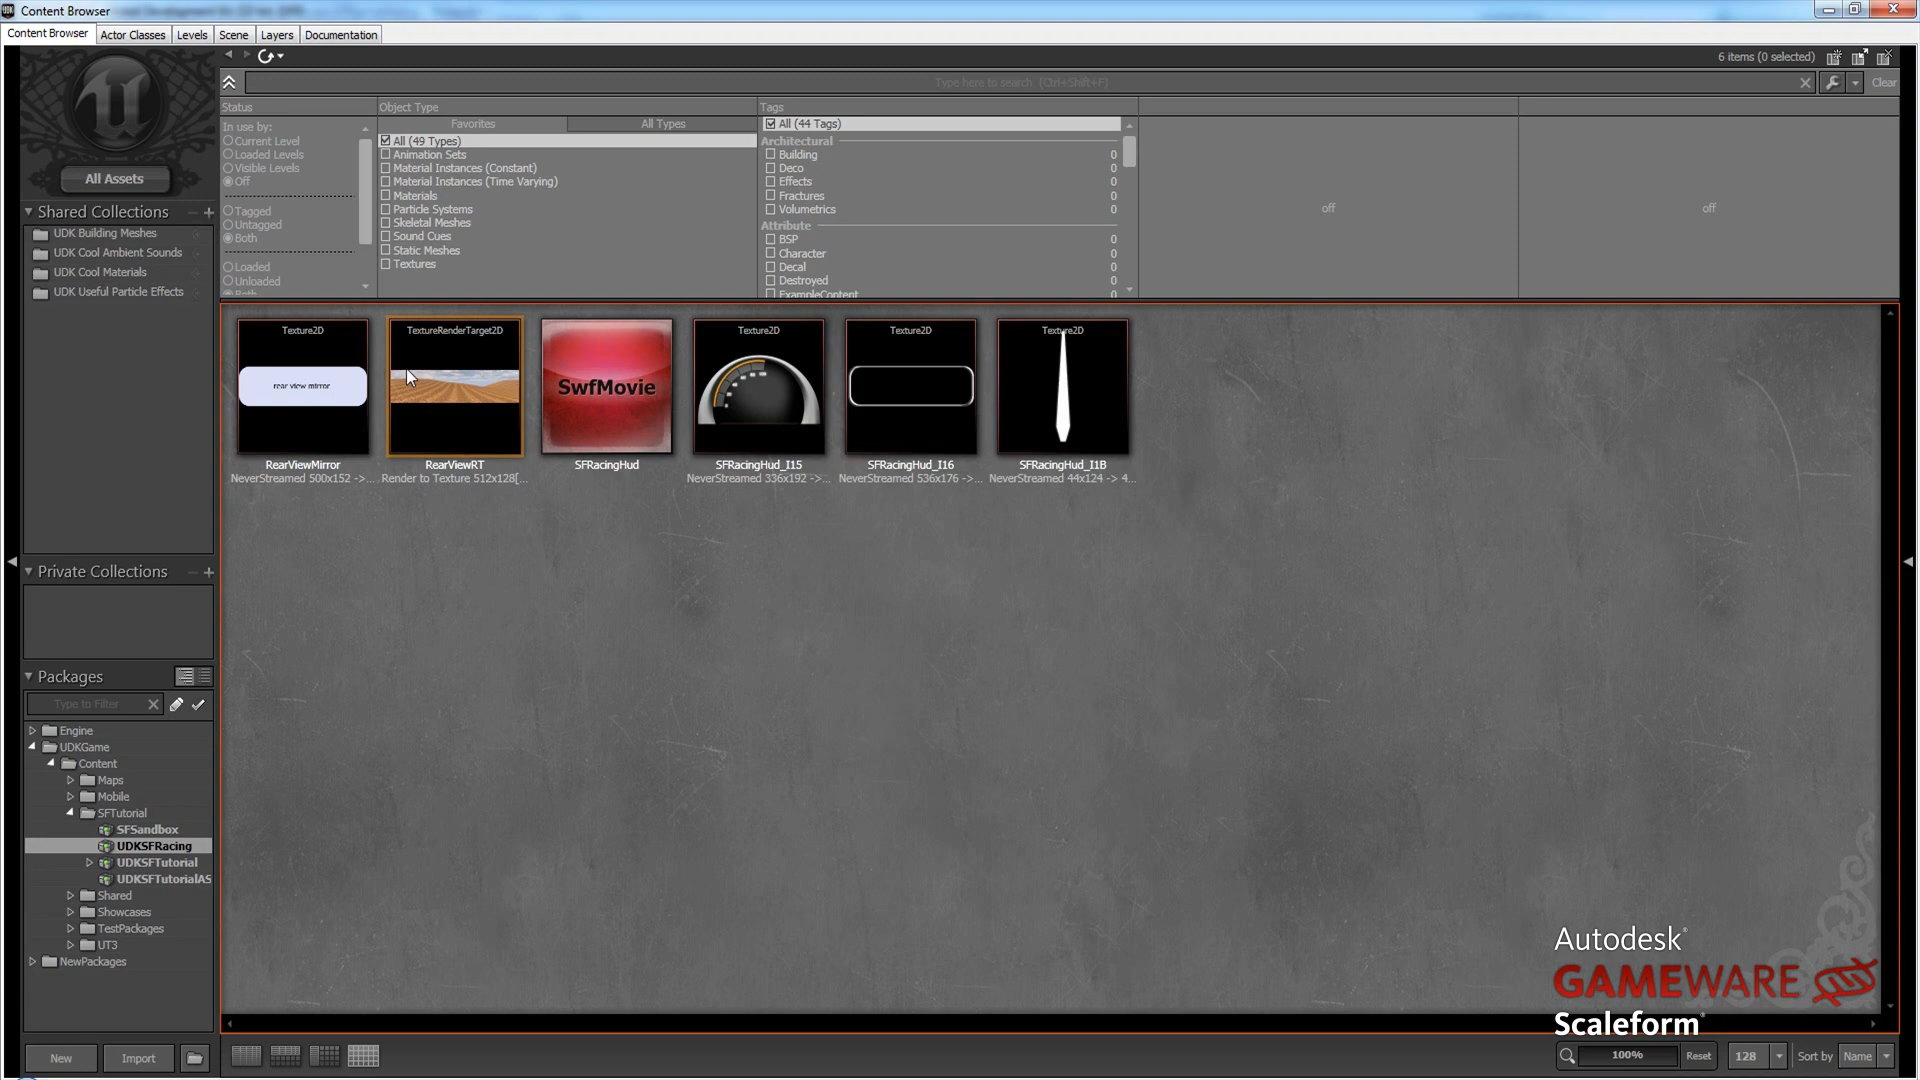 Content Browser
Content Browser
Actor Classes
Levels
Scene
Layers
Documentation
6 items (0 selected)
Type here to search (Ctrl+Shift+F)
Clear
Status
Object Type
Tags
In use by:
Current Level
Loaded Levels
Visible Levels
Off
Tagged
Untagged
Both
Loaded
Unloaded
Both
Favorites
All Types
All (49 Types)
Animation Sets
Material Instances (Constant)
Material Instances (Time Varying)
Materials
Particle Systems
Skeletal Meshes
Sound Cues
Static Meshes
Textures
All (44 Tags)
Architectural
Building 0
Deco 0
Effects 0
Fractures 0
Volumetrics 0
Attribute
BSP 0
Character 0
Decal 0
Destroyed 0
ExampleContent
off
off
All Assets
Shared Collections
UDK Building Meshes
UDK Cool Ambient Sounds
UDK Cool Materials
UDK Useful Particle Effects
Private Collections
Packages
Type to Filter
Engine
UDKGame
Content
Maps
Mobile
SFTutorial
SFSandbox
UDKSFRacing
UDKSFTutorial
UDKSFTutorialAS
Shared
Showcases
TestPackages
UT3
NewPackages
New
Import
Texture2D
rear view mirror
RearViewMirror
NeverStreamed 500x152 ->...
TextureRenderTarget2D
RearViewRT
Render to Texture 512x128[...
SwfMovie
SFRacingHud
Texture2D
SFRacingHud_I15
NeverStreamed 336x192 ->...
Texture2D
SFRacingHud_I16
NeverStreamed 536x176 ->...
Texture2D
SFRacingHud_I1B
NeverStreamed 44x124 -> 4...
Autodesk®
GAMEWARE
Scaleform®
100%
Reset
128
Sort by
Name